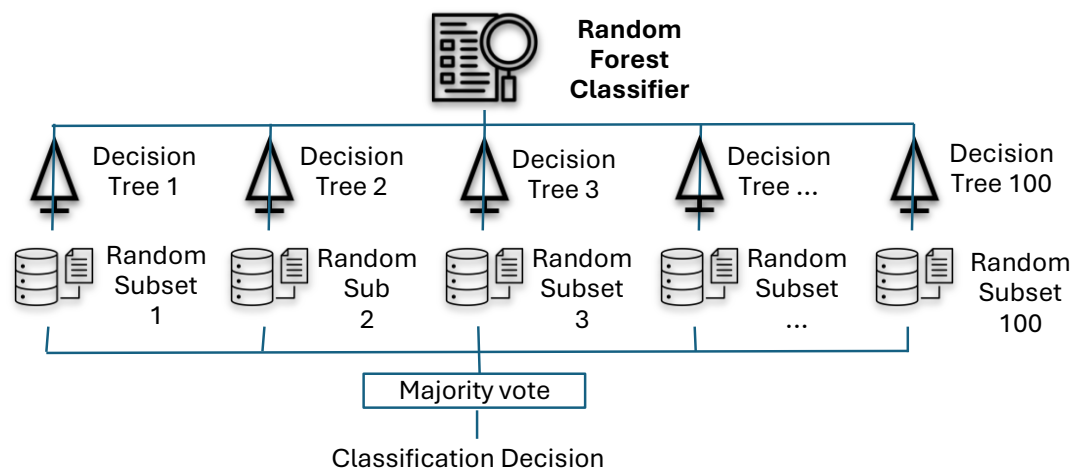 Random
Forest
Classifier
Decision
Tree 1
Decision
Tree 2
Decision
Tree 3
Decision
Tree ...
Decision
Tree 100
Random
Subset
1
Random
Sub
2
Random
Subset
3
Random
Subset
...
Random
Subset
100
Majority vote
Classification Decision